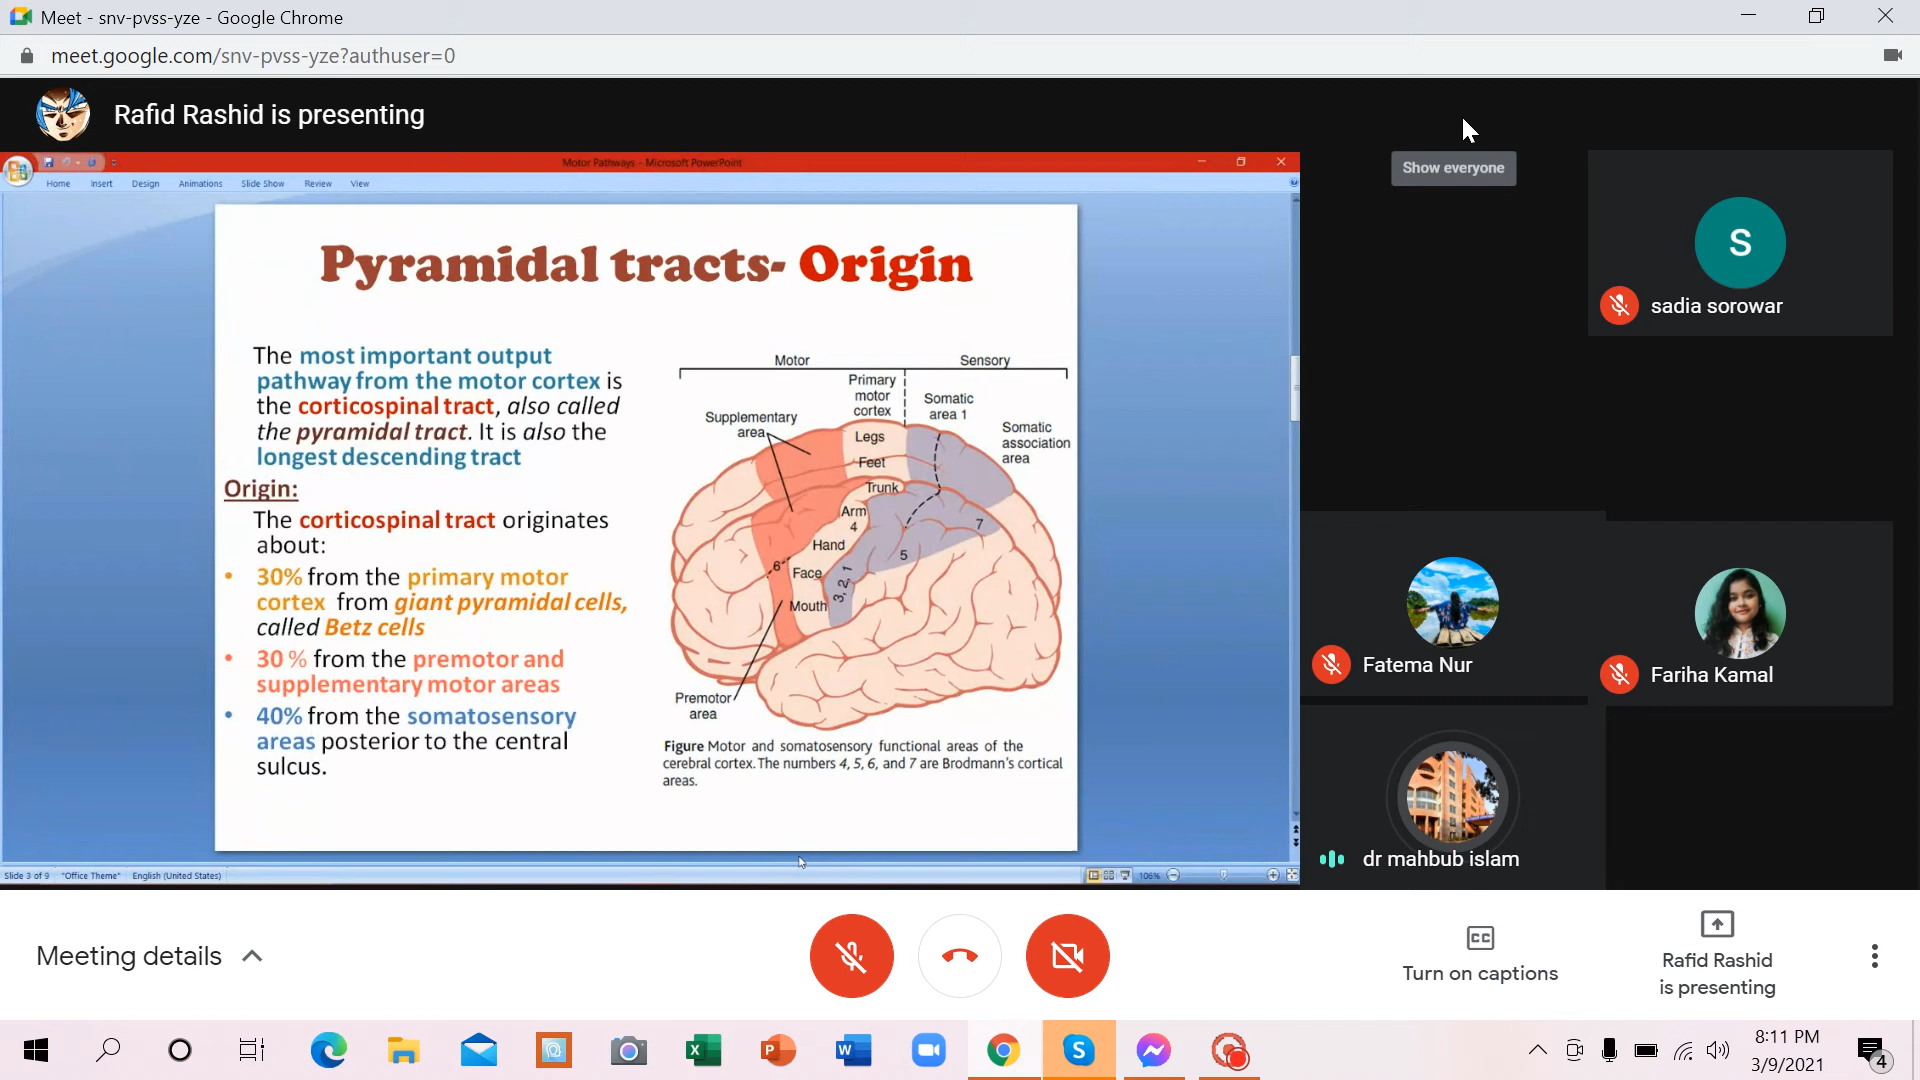 Meet - snv-pvss-yze - Google Chrome
meet.google.com/snv-pvss-yze?authuser=0
Rafid Rashid is presenting
Show everyone
Motor Pathways - Microsoft PowerPoint
Home Insert Design Animations Slide Show Review View
Pyramidal tracts- Origin
The most important output
pathway from the motor cortex is
the corticospinal tract, also called
the pyramidal tract. It is also the
longest descending tract
Origin:
The corticospinal tract originates
about:
• 30% from the primary motor
cortex from giant pyramidal cells,
called Betz cells
• 30 % from the premotor and
supplementary motor areas
• 40% from the somatosensory
areas posterior to the central
sulcus.
Motor
Sensory
Primary
motor
cortex
Somatic
area 1
Supplementary
area
Somatic
association
area
Legs
Feet
Trunk
Arm
4
Hand
Face
Mouth
6
3, 2, 1
5
7
Premotor
area
Figure Motor and somatosensory functional areas of the
cerebral cortex. The numbers 4, 5, 6, and 7 are Brodmann's cortical
areas.
Slide 3 of 9 "Office Theme" English (United States)
106%
S
sadia sorowar
Fatema Nur
Fariha Kamal
dr mahbub islam
Meeting details
CC
Turn on captions
Rafid Rashid
is presenting
X
P
W
S
8:11 PM
3/9/2021
4